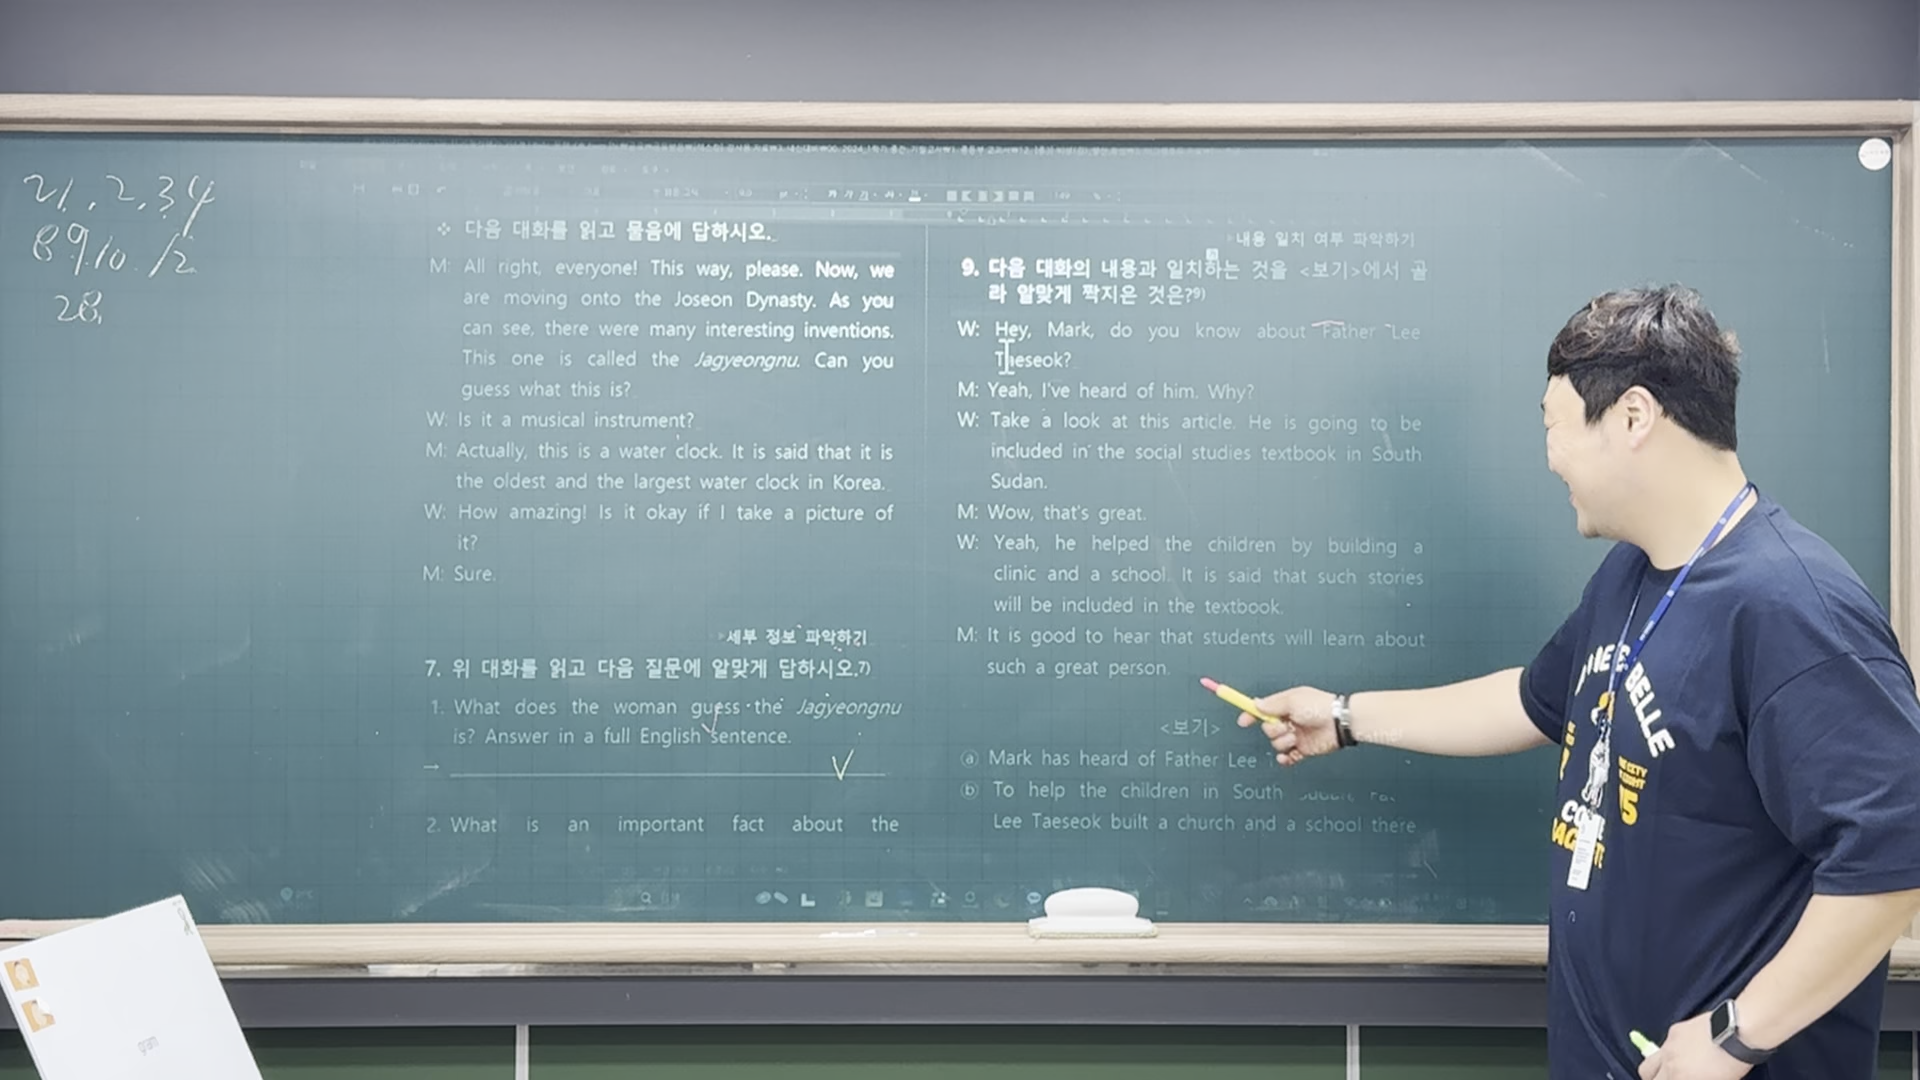 21, 2, 3, 4
8 9, 10, 12
28,
❖ 다음 대화를 읽고 물음에 답하시오.
M: All right, everyone! This way, please. Now, we
are moving onto the Joseon Dynasty. As you
can see, there were many interesting inventions.
This one is called the Jagyeongnu. Can you
guess what this is?
W: Is it a musical instrument?
M: Actually, this is a water clock. It is said that it is
the oldest and the largest water clock in Korea.
W: How amazing! Is it okay if I take a picture of
it?
M: Sure.
▸세부 정보 파악하기
7. 위 대화를 읽고 다음 질문에 알맞게 답하시오.7)
1. What does the woman guess the Jagyeongnu
is? Answer in a full English sentence.
→
2. What is an important fact about the
▸내용 일치 여부 파악하기
9. 다음 대화의 내용과 일치하는 것을 <보기>에서 골
라 알맞게 짝지은 것은?9)
W: Hey, Mark, do you know about Father Lee
Taeseok?
M: Yeah, I've heard of him. Why?
W: Take a look at this article. He is going to be
included in the social studies textbook in South
Sudan.
M: Wow, that's great.
W: Yeah, he helped the children by building a
clinic and a school. It is said that such stories
will be included in the textbook.
M: It is good to hear that students will learn about
such a great person.
<보기>
ⓐ Mark has heard of Father Lee
ⓑ To help the children in South
Lee Taeseok built a church and a school there
BELLE
gram